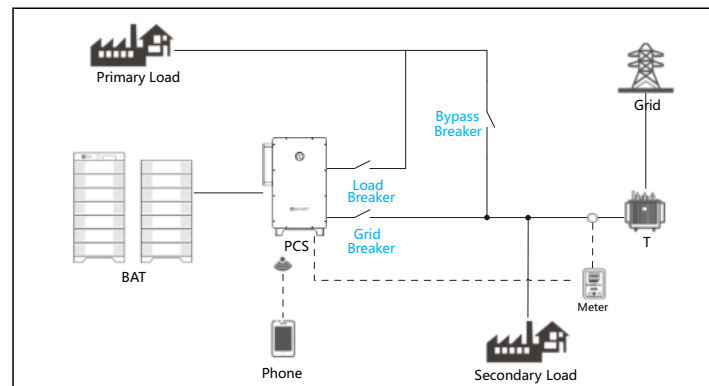 Primary Load
Grid
Bypass
Breaker
Load
Breaker
Grid
Breaker
PCS
T
BAT
Meter
Phone
Secondary Load